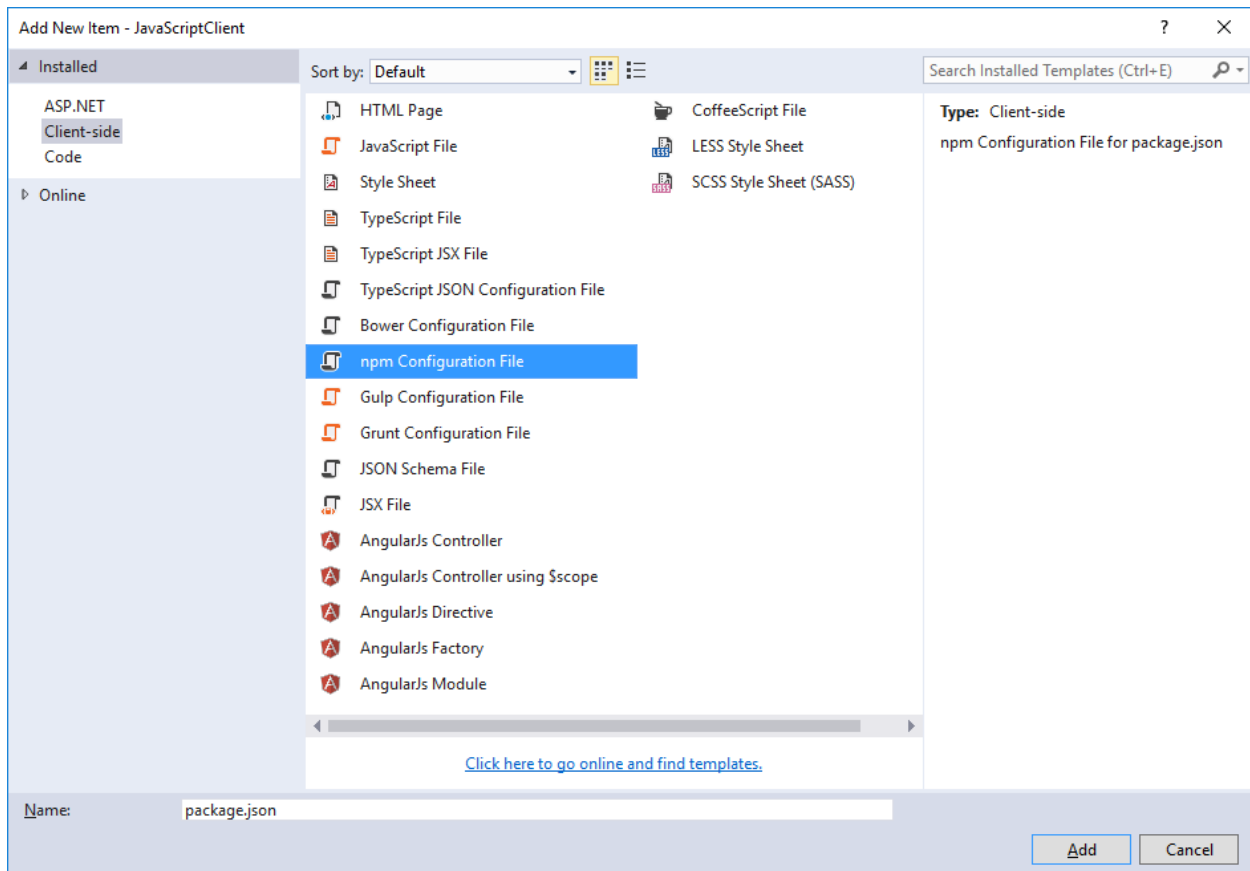 Add New Item - JavaScriptClient
?
Installed
ASP.NET
Client-side
Code
Online
Sort by: Default
Search Installed Templates (Ctrl+E)
HTML Page
JavaScript File
Style Sheet
TypeScript File
TypeScript JSX File
TypeScript JSON Configuration File
Bower Configuration File
npm Configuration File
Gulp Configuration File
Grunt Configuration File
JSON Schema File
JSX File
AngularJs Controller
AngularJs Controller using $scope
AngularJs Directive
AngularJs Factory
AngularJs Module
CoffeeScript File
LESS
LESS Style Sheet
SASS
SCSS Style Sheet (SASS)
Type: Client-side
npm Configuration File for package.json
Click here to go online and find templates.
Name: package.json
Add Cancel